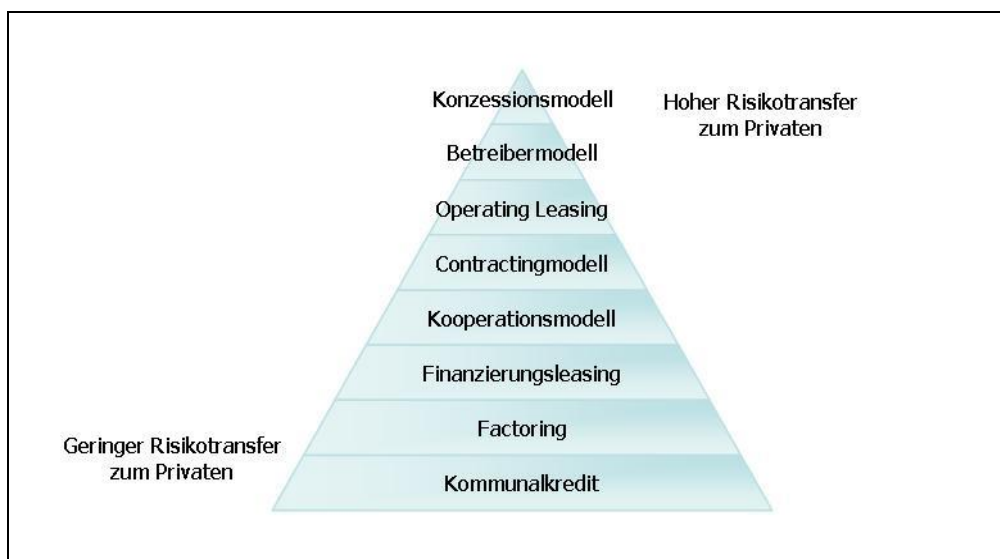 Konzessionsmodell
Hoher Risikotransfer
zum Privaten
Betreibermodell
Operating Leasing
Contractingmodell
Kooperationsmodell
Finanzierungsleasing
Factoring
Geringer Risikotransfer
zum Privaten
Kommunalkredit